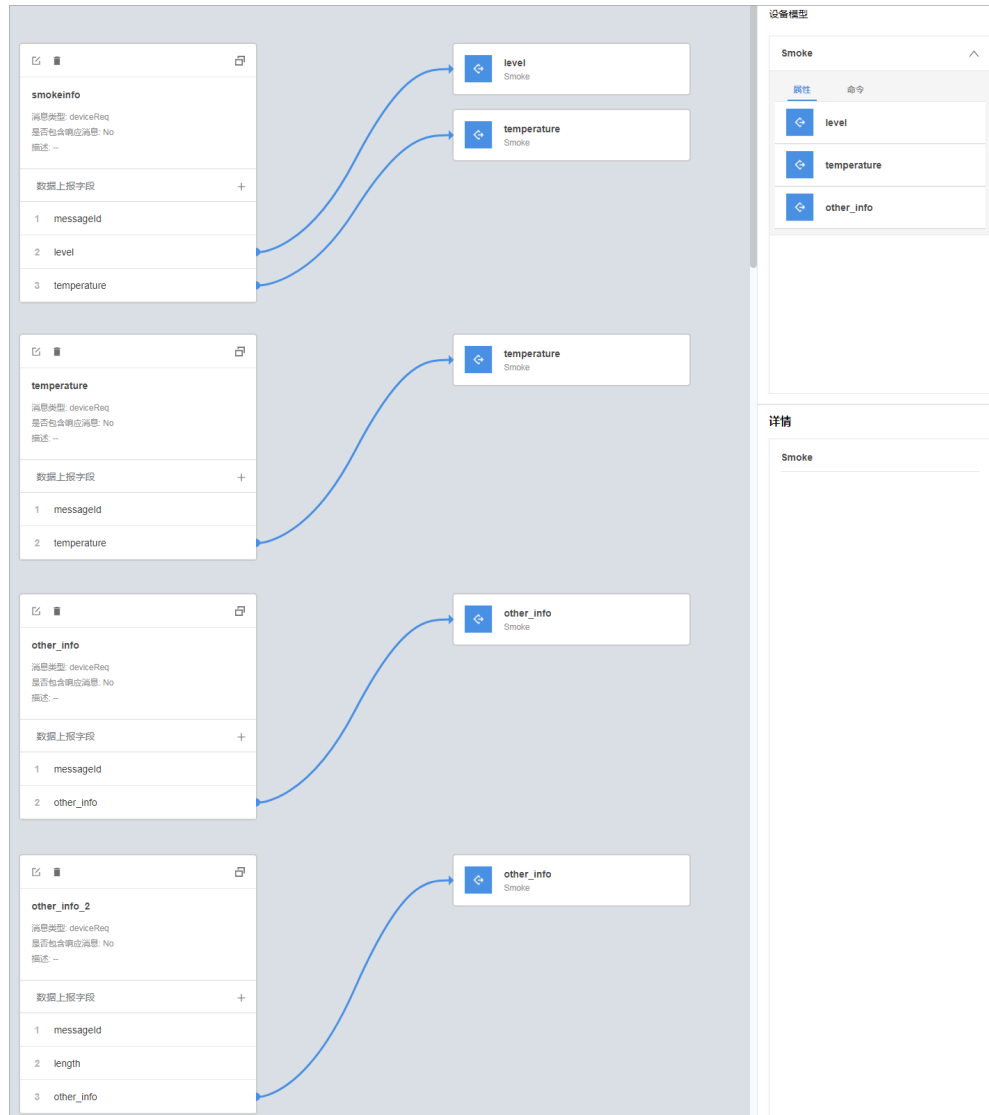 smokeinfo
消息类型: deviceReq
是否包含响应消息: No
描述: --
数据上报字段 +
1 messageId
2 level
3 temperature
level
Smoke
temperature
Smoke
temperature
消息类型: deviceReq
是否包含响应消息: No
描述: --
数据上报字段 +
1 messageId
2 temperature
temperature
Smoke
other_info
消息类型: deviceReq
是否包含响应消息: No
描述: --
数据上报字段 +
1 messageId
2 other_info
other_info
Smoke
other_info_2
消息类型: deviceReq
是否包含响应消息: No
描述: --
数据上报字段 +
1 messageId
2 length
3 other_info
other_info
Smoke
设备模型
Smoke
属性 命令
level
temperature
other_info
详情
Smoke